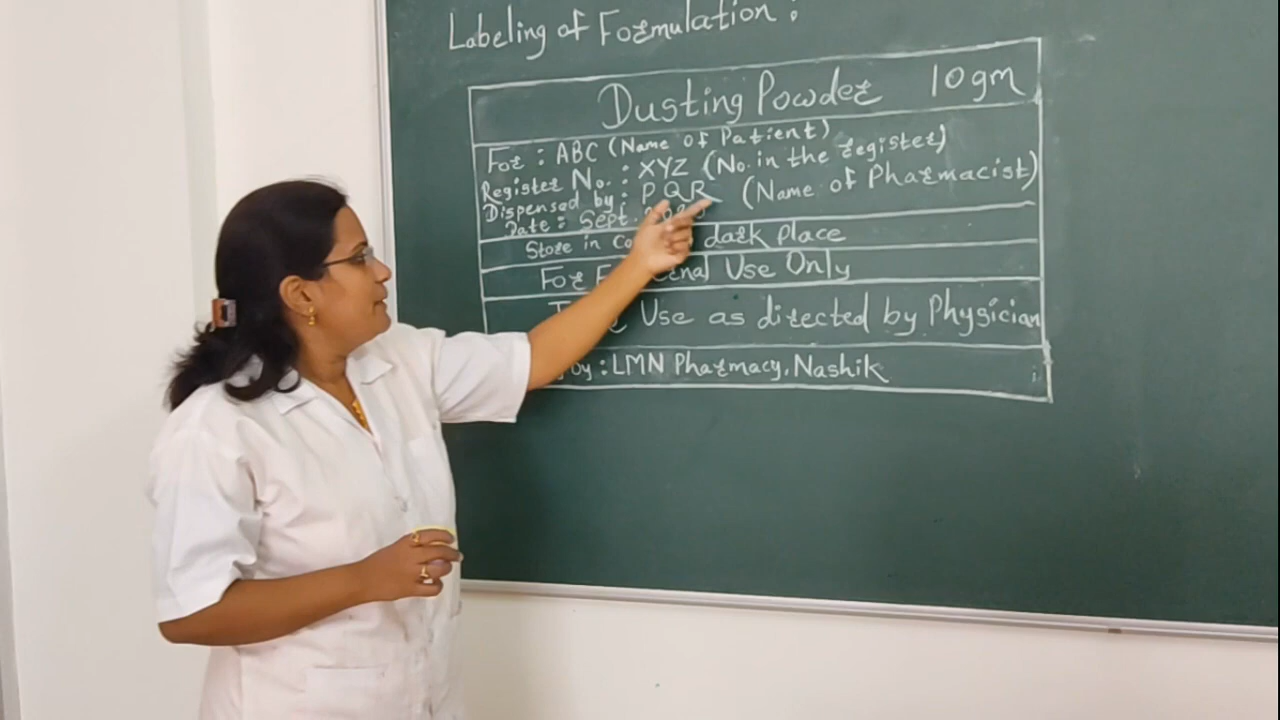 Labeling of Formulation :
Dusting Powder 10gm
For : ABC (Name of Patient)
Register No. : XYZ (No. in the register)
Dispensed by : PQR (Name of Pharmacist)
Date : Sept.
Store in dark place
For Use Only
Use as directed by Physician
by : LMN Pharmacy, Nashik